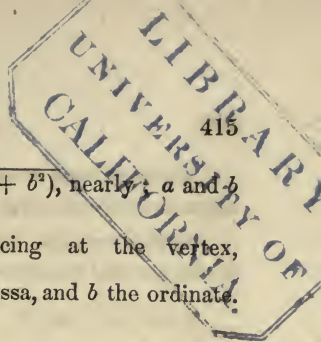 LIBRARY
UNIVERSITY OF
CALIFORNIA
415
+ b²), nearly; a and b
cing at the vertex,
ssa, and b the ordinate.